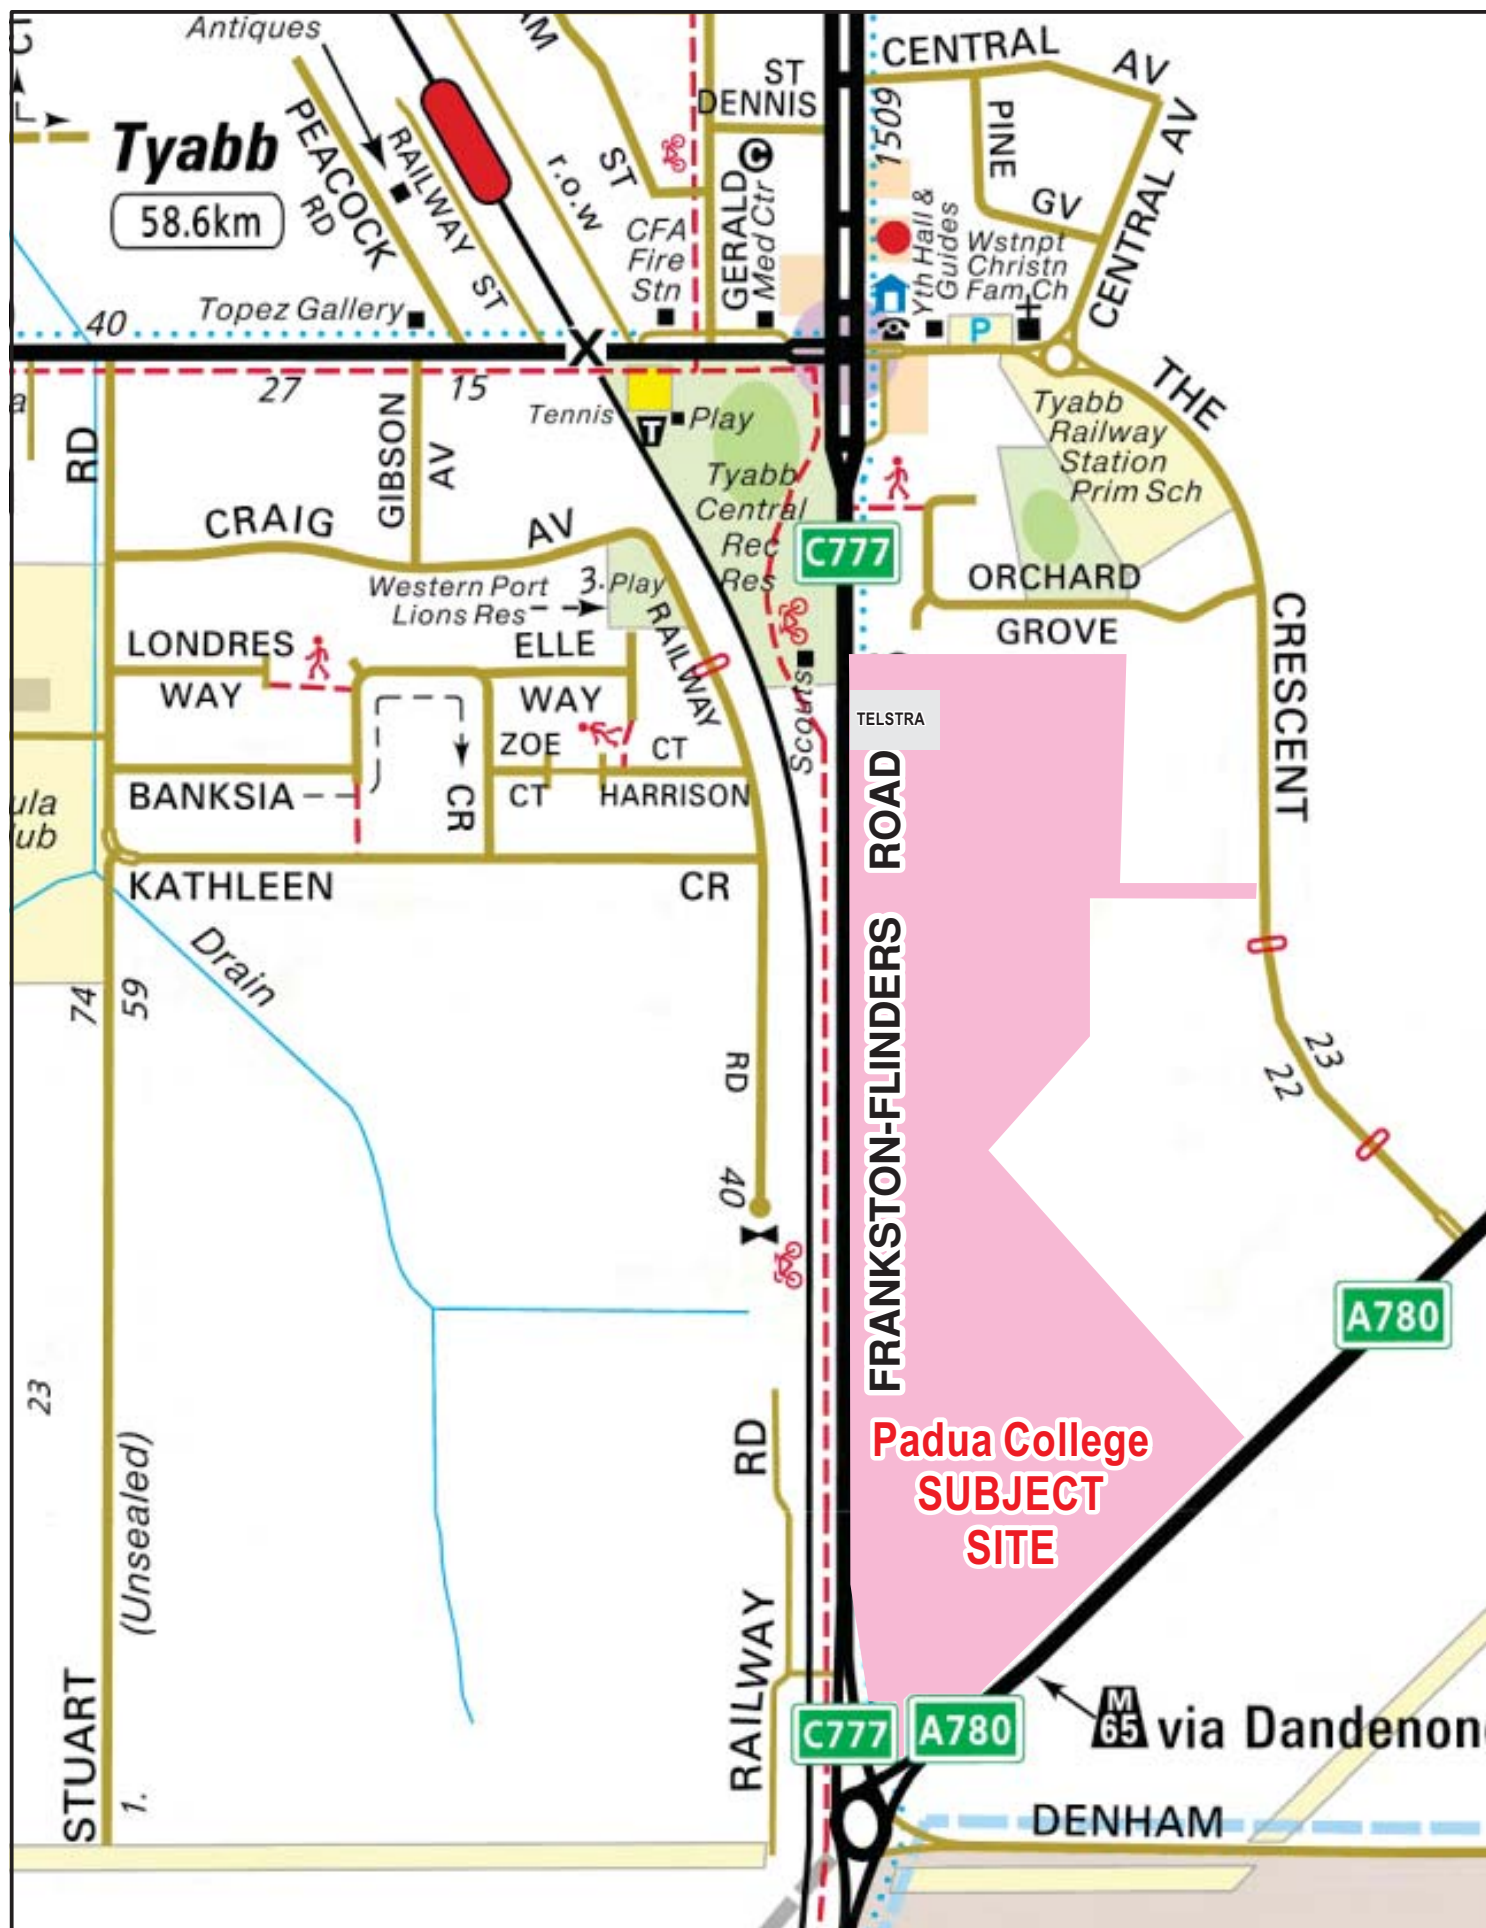 Antiques
CENTRAL
AV
ST
DENNIS
1509
PINE
GV
CENTRAL AV
Tyabb
58.6km
PEACOCK
RD
RAILWAY
ST
r.o.w
ST
C
CFA
Fire
Stn
GERALD
Med Ctr
Yth Hall &
Guides
Wstnpt
Christn
Fam Ch
Topez Gallery
P
40
X
27
15
Tennis
T
Play
THE
Tyabb
Railway
Station
Prim Sch
RD
GIBSON
AV
Tyabb
Central
Rec
Res
CRAIG
AV
C777
ORCHARD
GROVE
Western Port
Lions Res
3.
Play
CRESCENT
LONDRES
WAY
ELLE
WAY
RAILWAY
Scouts
TELSTRA
ZOE
CT
CT
HARRISON
BANKSIA
CR
ula
ub
KATHLEEN
CR
FRANKSTON-FLINDERS ROAD
Drain
74
59
RD
40
23
22
A780
23
(Unsealed)
RD
Padua College
SUBJECT
SITE
RAILWAY
STUART
1.
C777
A780
M
65
via Dandenong
DENHAM